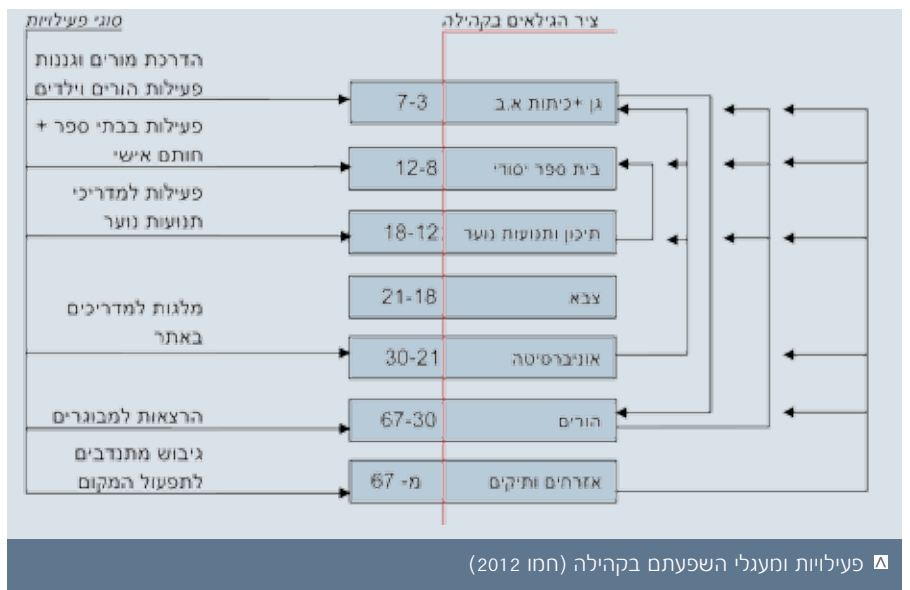 ציר הגילאים בקהילה
סוגי פעילויות
הדרכת מורים וגננות
פעילות הורים וילדים
גן +כיתות א.ב
7-3
פעילות בבתי ספר +
חותם אישי
בית ספר יסודי
12-8
פעילות למדריכי
תנועות נוער
תיכון ותנועות נוער
18-12
צבא
21-18
מלגות למדריכים
באתר
אוניברסיטה
30-21
הרצאות למבוגרים
הורים
67-30
גיבוש מתנדבים
לתפעול המקום
אזרחים ותיקים
מ- 67
פעילויות ומעגלי השפעתם בקהילה (חמו 2012)